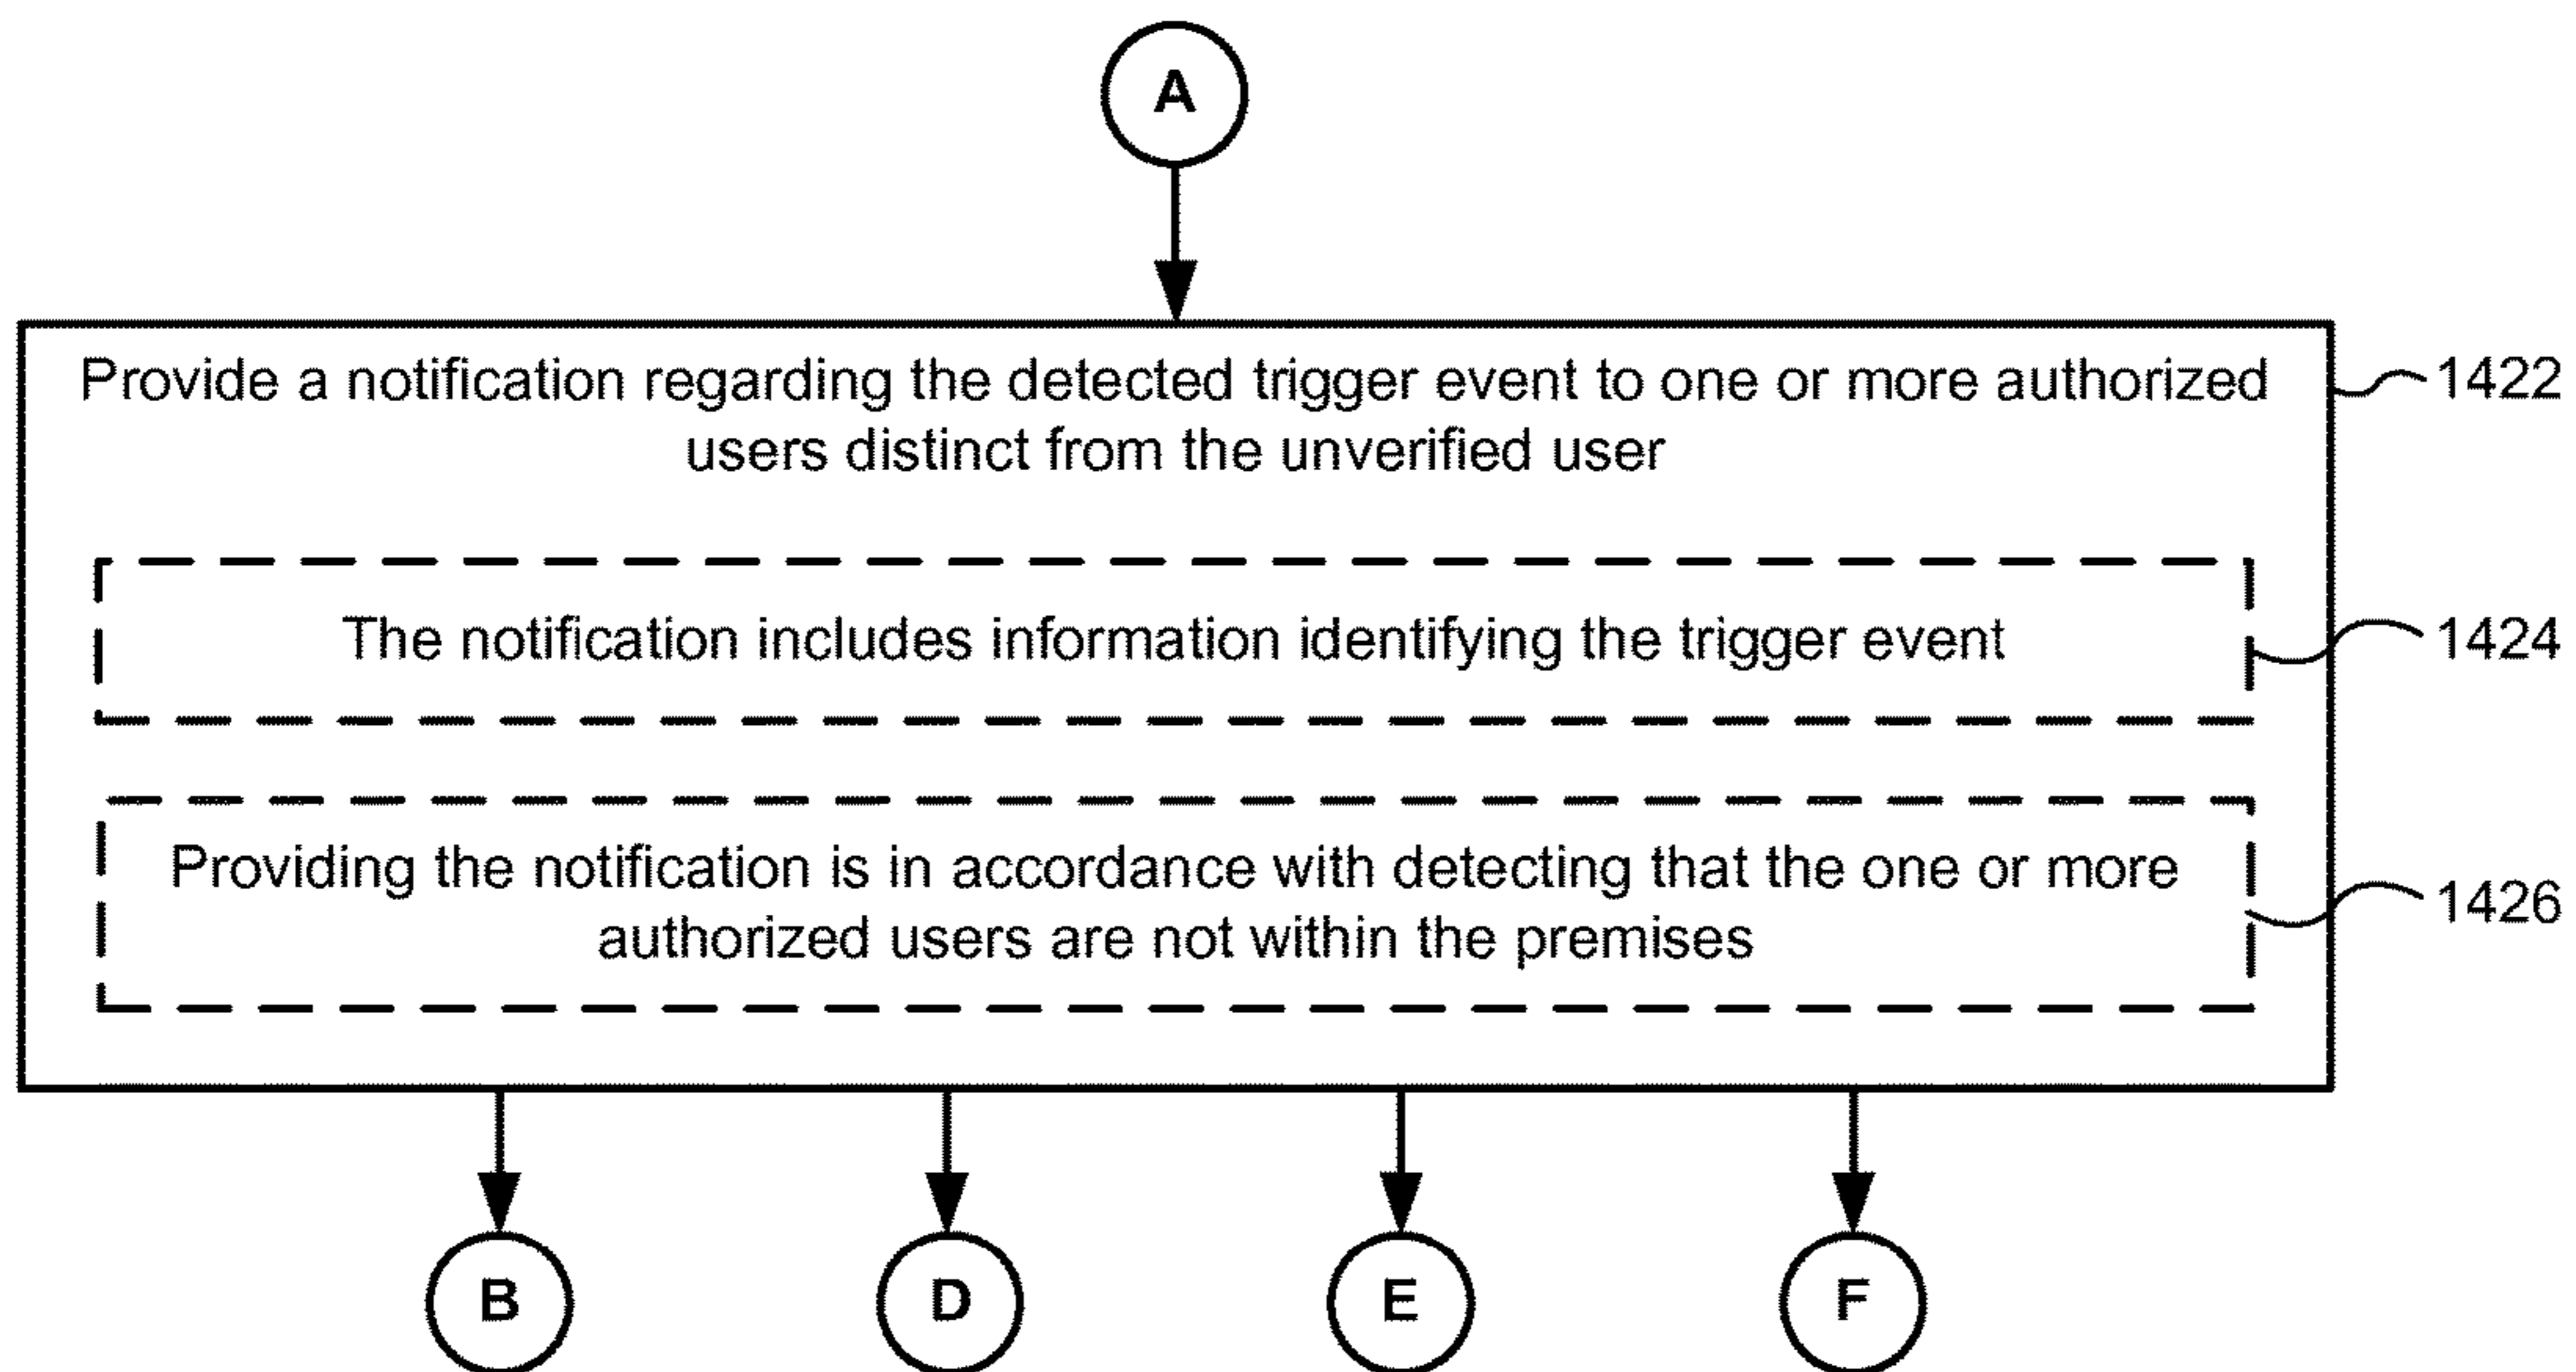 A
Provide a notification regarding the detected trigger event to one or more authorized
users distinct from the unverified user
1422
The notification includes information identifying the trigger event
1424
Providing the notification is in accordance with detecting that the one or more
authorized users are not within the premises
1426
B
D
E
F